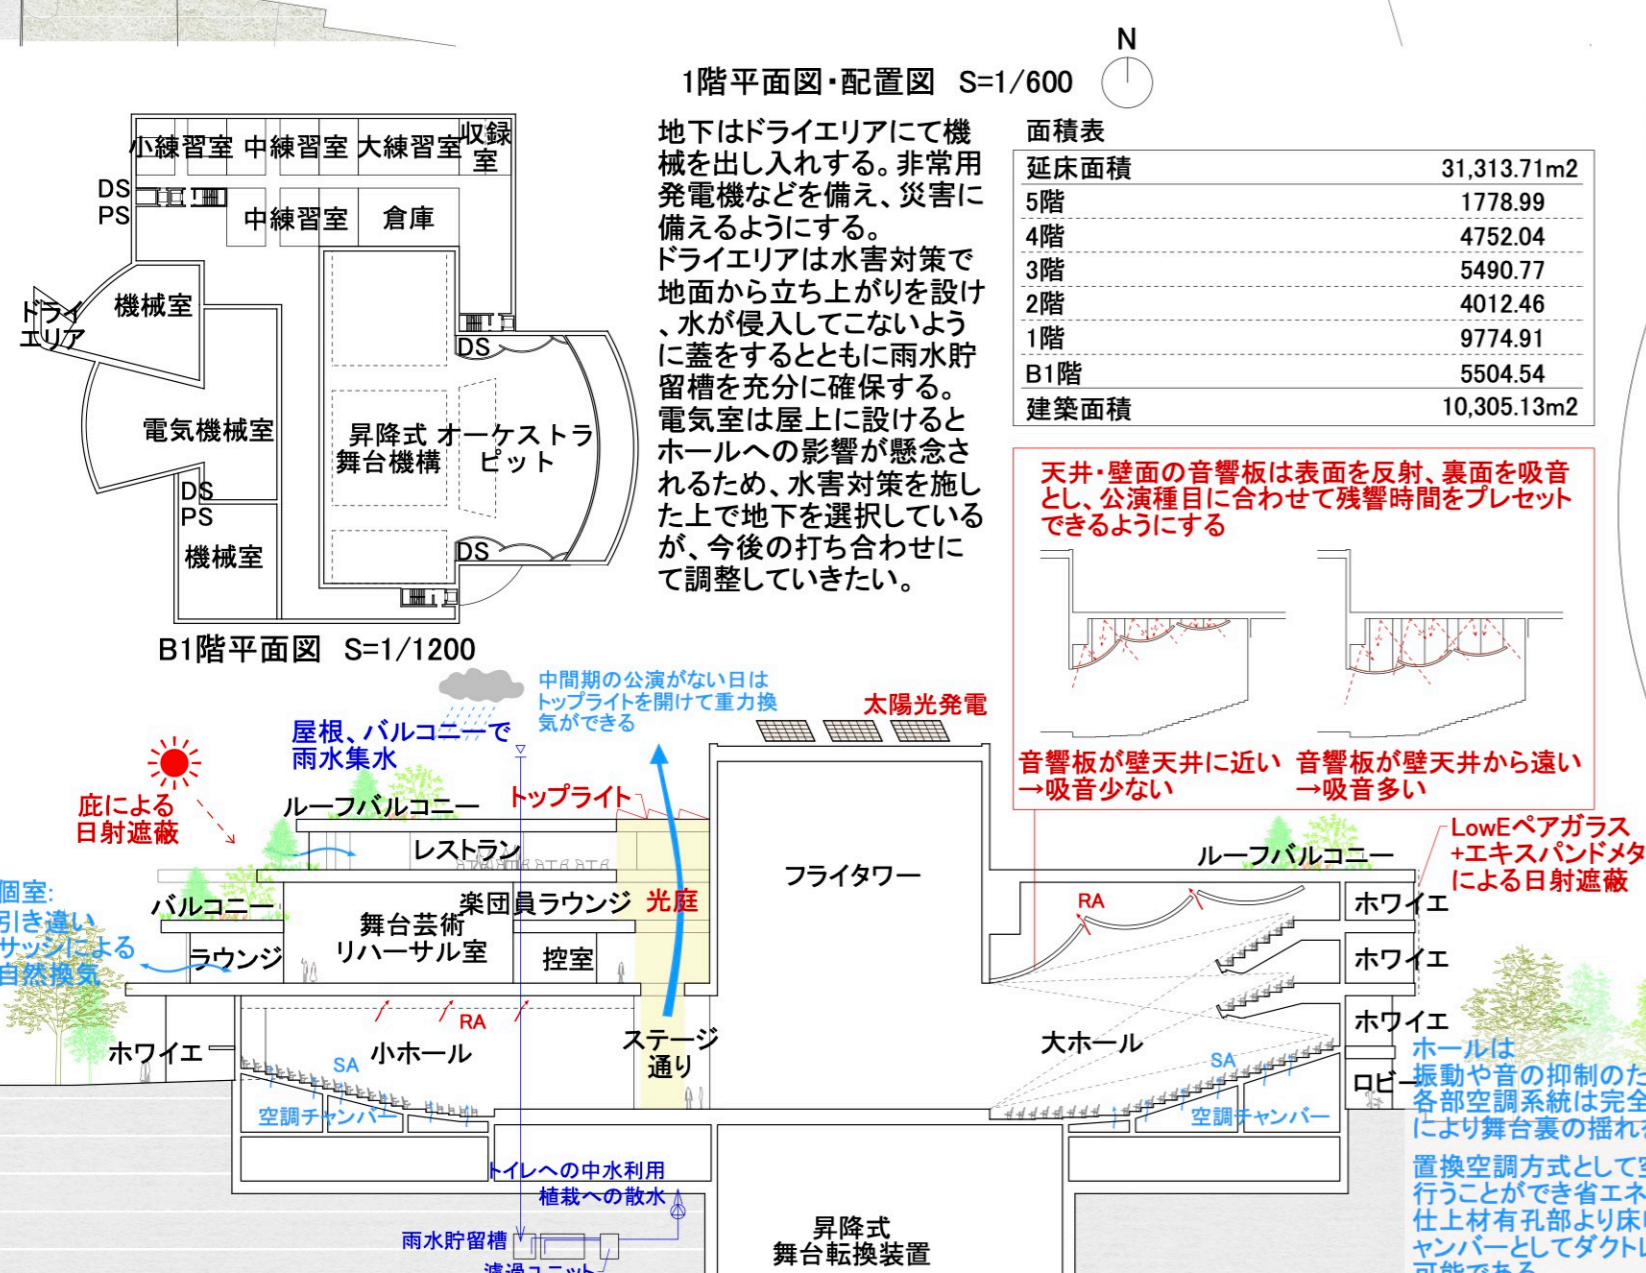 N
1階平面図・配置図 S=1/600
小練習室
中練習室
大練習室
収録
室
DS
PS
中練習室
倉庫
機械室
ドライ
エリア
DS
電気機械室
昇降式
舞台機構
オーケストラ
ピット
DS
PS
機械室
DS
B1階平面図 S=1/1200
地下はドライエリアにて機
械を出し入れする。非常用
発電機などを備え、災害に
備えるようにする。
ドライエリアは水害対策で
地面から立ち上がりを設け
、水が侵入してこないよう
に蓋をするとともに雨水貯
留槽を充分に確保する。
電気室は屋上に設けると
ホールへの影響が懸念さ
れるため、水害対策を施し
た上で地下を選択している
が、今後の打ち合わせに
て調整していきたい。
面積表
延床面積 31,313.71m2
5階 1778.99
4階 4752.04
3階 5490.77
2階 4012.46
1階 9774.91
B1階 5504.54
建築面積 10,305.13m2
天井・壁面の音響板は表面を反射、裏面を吸音
とし、公演種目に合わせて残響時間をプレセット
できるようにする
音響板が壁天井に近い
→吸音少ない
音響板が壁天井から遠い
→吸音多い
中間期の公演がない日は
トップライトを開けて重力換
気ができる
太陽光発電
屋根、バルコニーで
雨水集水
庇による
日射遮蔽
ルーフバルコニー
トップライト
レストラン
フライタワー
ルーフバルコニー
LowEペアガラス
+エキスパンドメタ
による日射遮蔽
個室:
引き違い
サッシによる
自然換気
バルコニー
楽団員ラウンジ
光庭
舞台芸術
リハーサル室
ラウンジ
控室
RA
ホワイエ
ホワイエ
ホワイエ
RA
ホワイエ
小ホール
ステージ
通り
大ホール
SA
SA
ロビー
空調チャンバー
空調チャンバー
ホールは
振動や音の抑制のた
各部空調系統は完全
により舞台裏の揺れ
置換空調方式として空
行うことができ省エネ
仕上材有孔部より床
ャンバーとしてダクトレ
可能である
トイレへの中水利用
植栽への散水
雨水貯留槽
濾過ユニット
昇降式
舞台転換装置